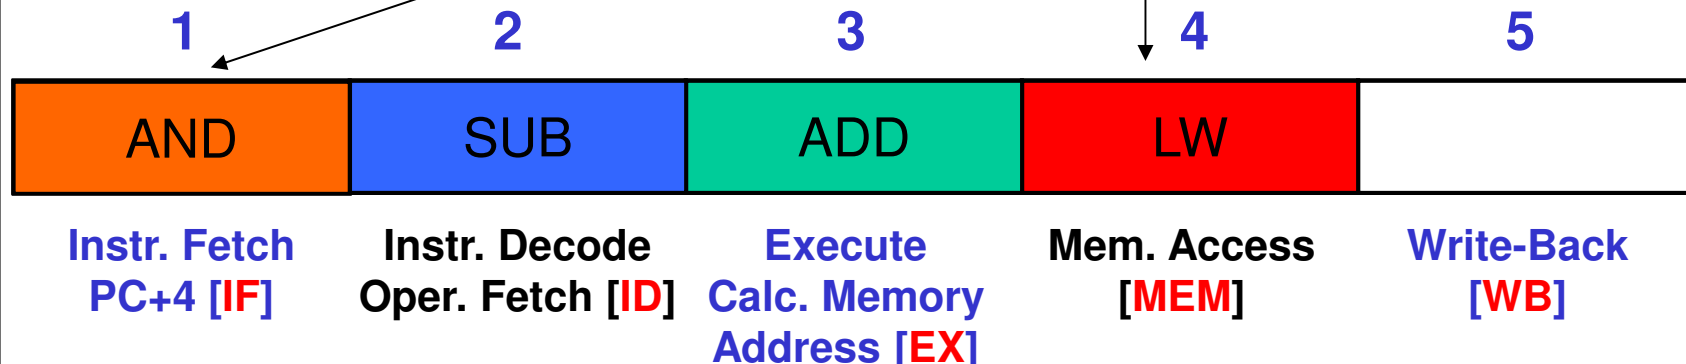 1 2 3 4 5
AND SUB ADD LW
Instr. Fetch Instr. Decode Execute Mem. Access Write-Back
PC+4 [IF] Oper. Fetch [ID] Calc. Memory [MEM] [WB]
Address [EX]